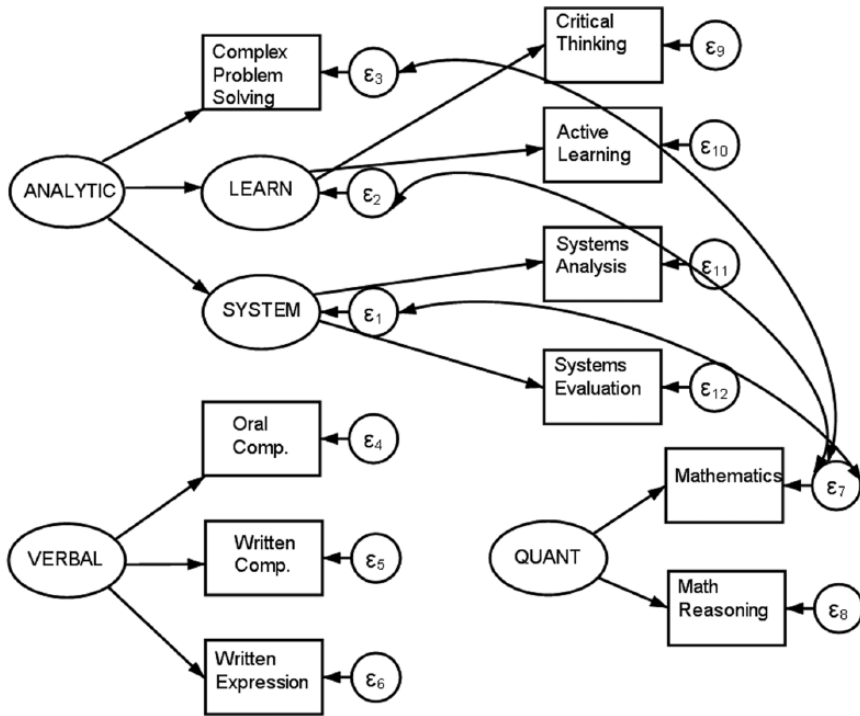 Complex
Problem
Solving
ε3
Critical
Thinking
ε9
ANALYTIC
LEARN
ε2
Active
Learning
ε10
SYSTEM
ε1
Systems
Analysis
ε11
Systems
Evaluation
ε12
Oral
Comp.
ε4
VERBAL
Written
Comp.
ε5
Written
Expression
ε6
QUANT
Mathematics
ε7
Math
Reasoning
ε8